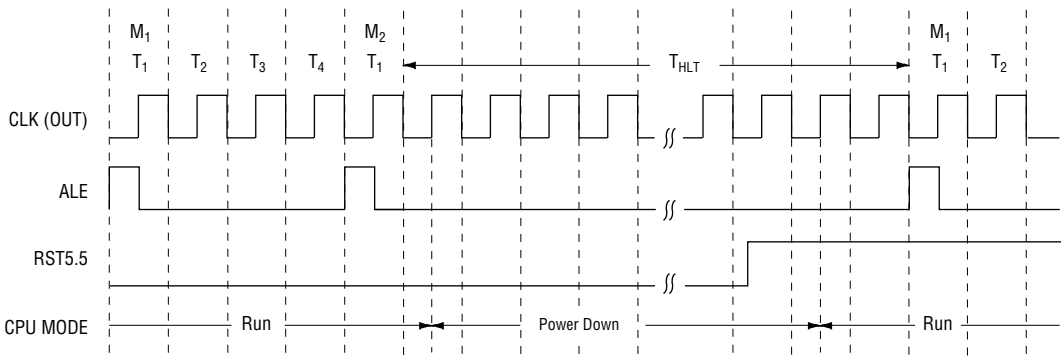 M₁ M₂ M₁
T₁ T₂ T₃ T₄ T₁ T_HLT T₁ T₂
CLK (OUT)
ALE
RST5.5
CPU MODE Run Power Down Run